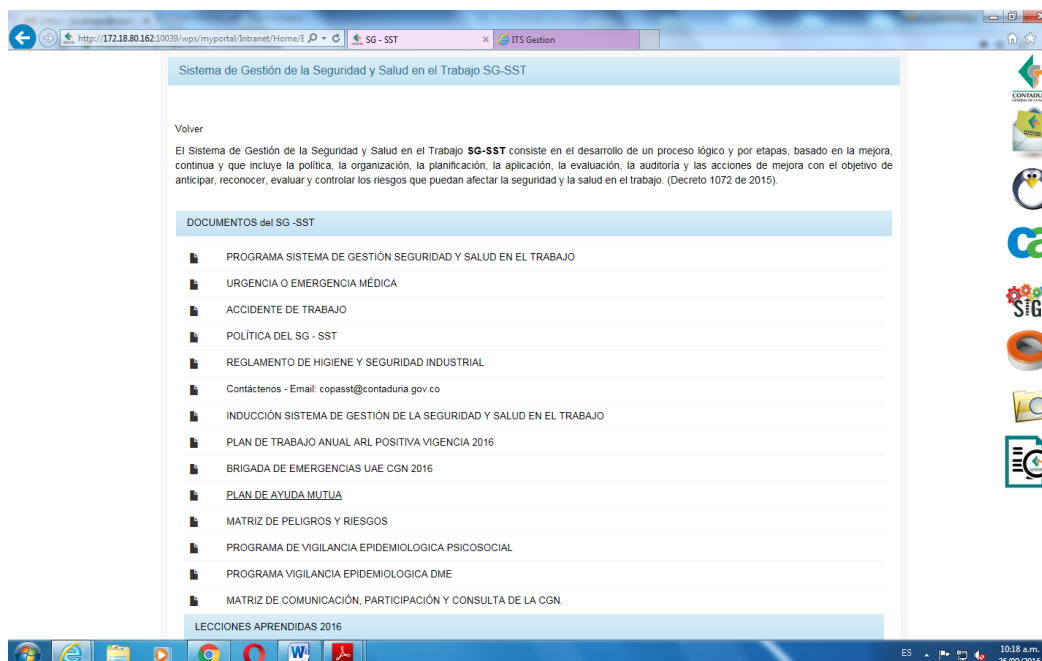 http://172.18.80.162:10039/wps/myportal/Intranet/Home/
SG - SST
ITS Gestion
Sistema de Gestión de la Seguridad y Salud en el Trabajo SG-SST
CONTADU
Volver
El Sistema de Gestión de la Seguridad y Salud en el Trabajo SG-SST consiste en el desarrollo de un proceso lógico y por etapas, basado en la mejora,
continua y que incluye la política, la organización, la planificación, la aplicación, la evaluación, la auditoría y las acciones de mejora con el objetivo de
anticipar, reconocer, evaluar y controlar los riesgos que puedan afectar la seguridad y la salud en el trabajo. (Decreto 1072 de 2015).
DOCUMENTOS del SG -SST
PROGRAMA SISTEMA DE GESTIÓN SEGURIDAD Y SALUD EN EL TRABAJO
URGENCIA O EMERGENCIA MÉDICA
ACCIDENTE DE TRABAJO
SIG
POLÍTICA DEL SG - SST
REGLAMENTO DE HIGIENE Y SEGURIDAD INDUSTRIAL
Contáctenos - Email: copasst@contaduria.gov.co
INDUCCIÓN SISTEMA DE GESTIÓN DE LA SEGURIDAD Y SALUD EN EL TRABAJO
PLAN DE TRABAJO ANUAL ARL POSITIVA VIGENCIA 2016
BRIGADA DE EMERGENCIAS UAE CGN 2016
PLAN DE AYUDA MUTUA
MATRIZ DE PELIGROS Y RIESGOS
PROGRAMA DE VIGILANCIA EPIDEMIOLOGICA PSICOSOCIAL
PROGRAMA VIGILANCIA EPIDEMIOLOGICA DME
MATRIZ DE COMUNICACIÓN, PARTICIPACIÓN Y CONSULTA DE LA CGN.
LECCIONES APRENDIDAS 2016
ES
10:18 a.m.